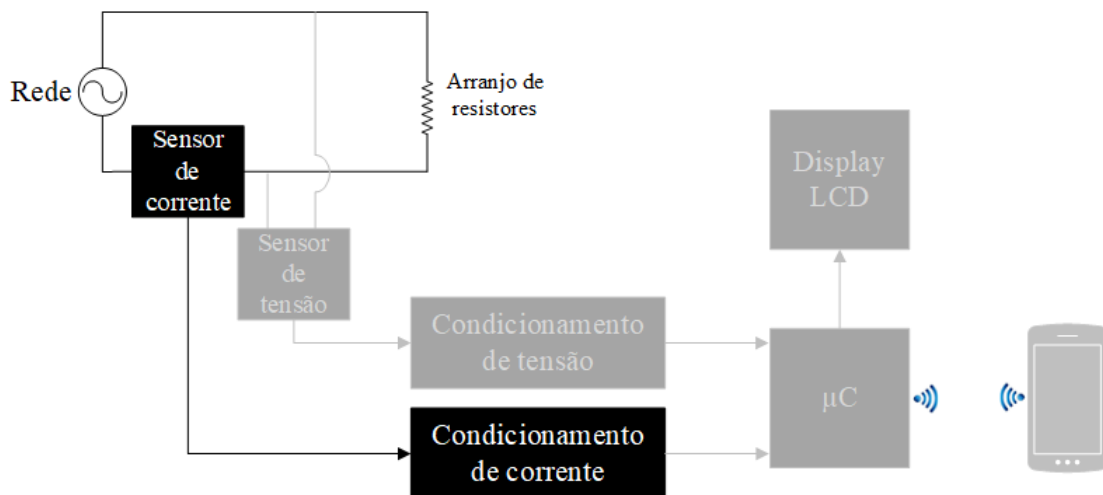 Rede
Arranjo de
resistores
Sensor
de
corrente
Sensor
de
tensão
Display
LCD
Condicionamento
de tensão
µC
Condicionamento
de corrente